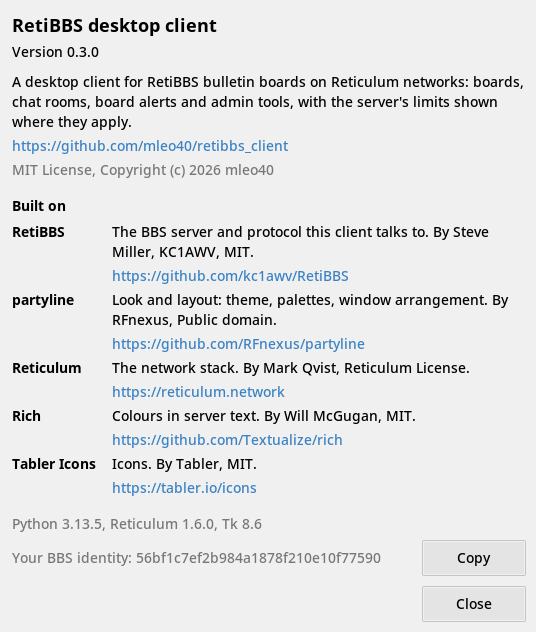 RetiBBS desktop client
Version 0.3.0
A desktop client for RetiBBS bulletin boards on Reticulum networks: boards,
chat rooms, board alerts and admin tools, with the server's limits shown
where they apply.
https://github.com/mleo40/retibbs_client
MIT License, Copyright (c) 2026 mleo40
Built on
RetiBBS The BBS server and protocol this client talks to. By Steve
Miller, KC1AWV, MIT.
https://github.com/kc1awv/RetiBBS
partyline Look and layout: theme, palettes, window arrangement. By
RFnexus, Public domain.
https://github.com/RFnexus/partyline
Reticulum The network stack. By Mark Qvist, Reticulum License.
https://reticulum.network
Rich Colours in server text. By Will McGugan, MIT.
https://github.com/Textualize/rich
Tabler Icons Icons. By Tabler, MIT.
https://tabler.io/icons
Python 3.13.5, Reticulum 1.6.0, Tk 8.6
Your BBS identity: 56bf1c7ef2b984a1878f210e10f77590 Copy
Close